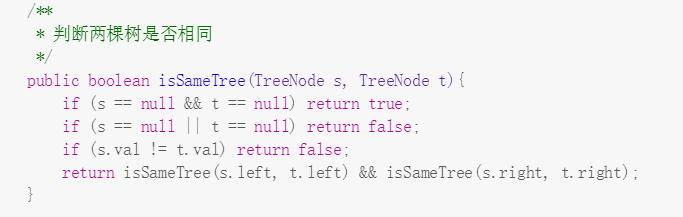 /**
 * 判断两棵树是否相同
 */
public boolean isSameTree(TreeNode s, TreeNode t){
    if (s == null && t == null) return true;
    if (s == null || t == null) return false;
    if (s.val != t.val) return false;
    return isSameTree(s.left, t.left) && isSameTree(s.right, t.right);
}